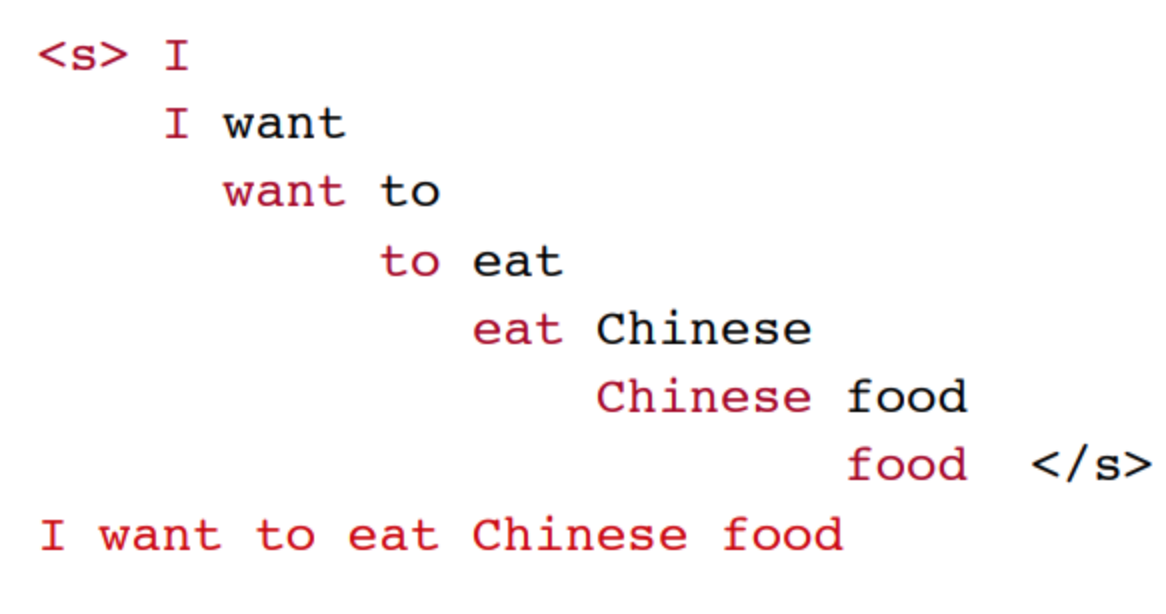 <s> I
I want
want to
to eat
eat Chinese
Chinese food
food </s>
I want to eat Chinese food